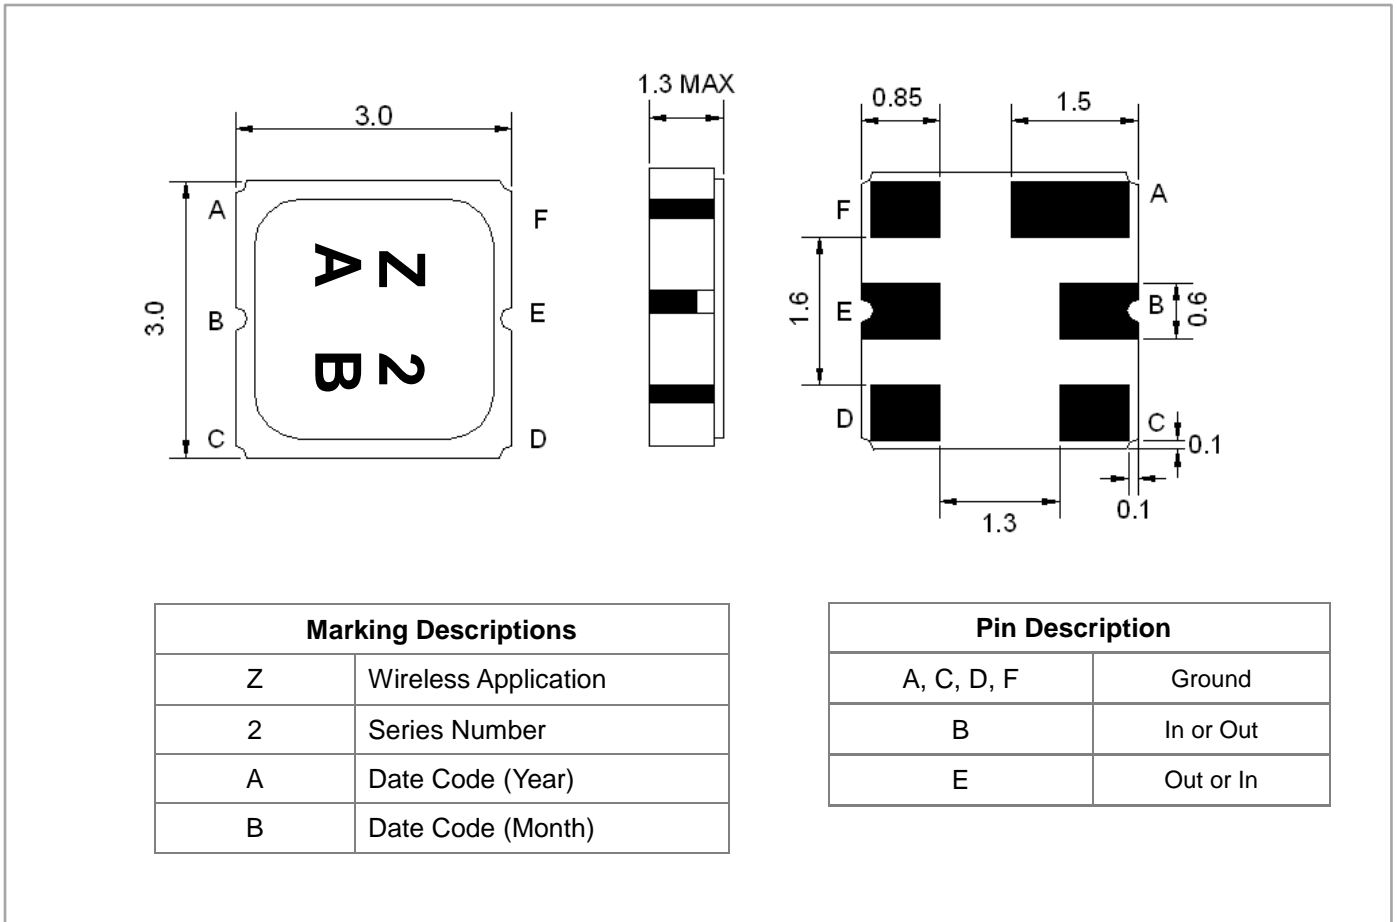 3.0
3.0
A
B
C
F
E
D
Z 2
A B
1.3 MAX
0.85
1.5
F
E
D
A
B
C
1.6
0.6
0.1
0.1
1.3
Marking Descriptions
Z Wireless Application
2 Series Number
A Date Code (Year)
B Date Code (Month)
Pin Description
A, C, D, F Ground
B In or Out
E Out or In